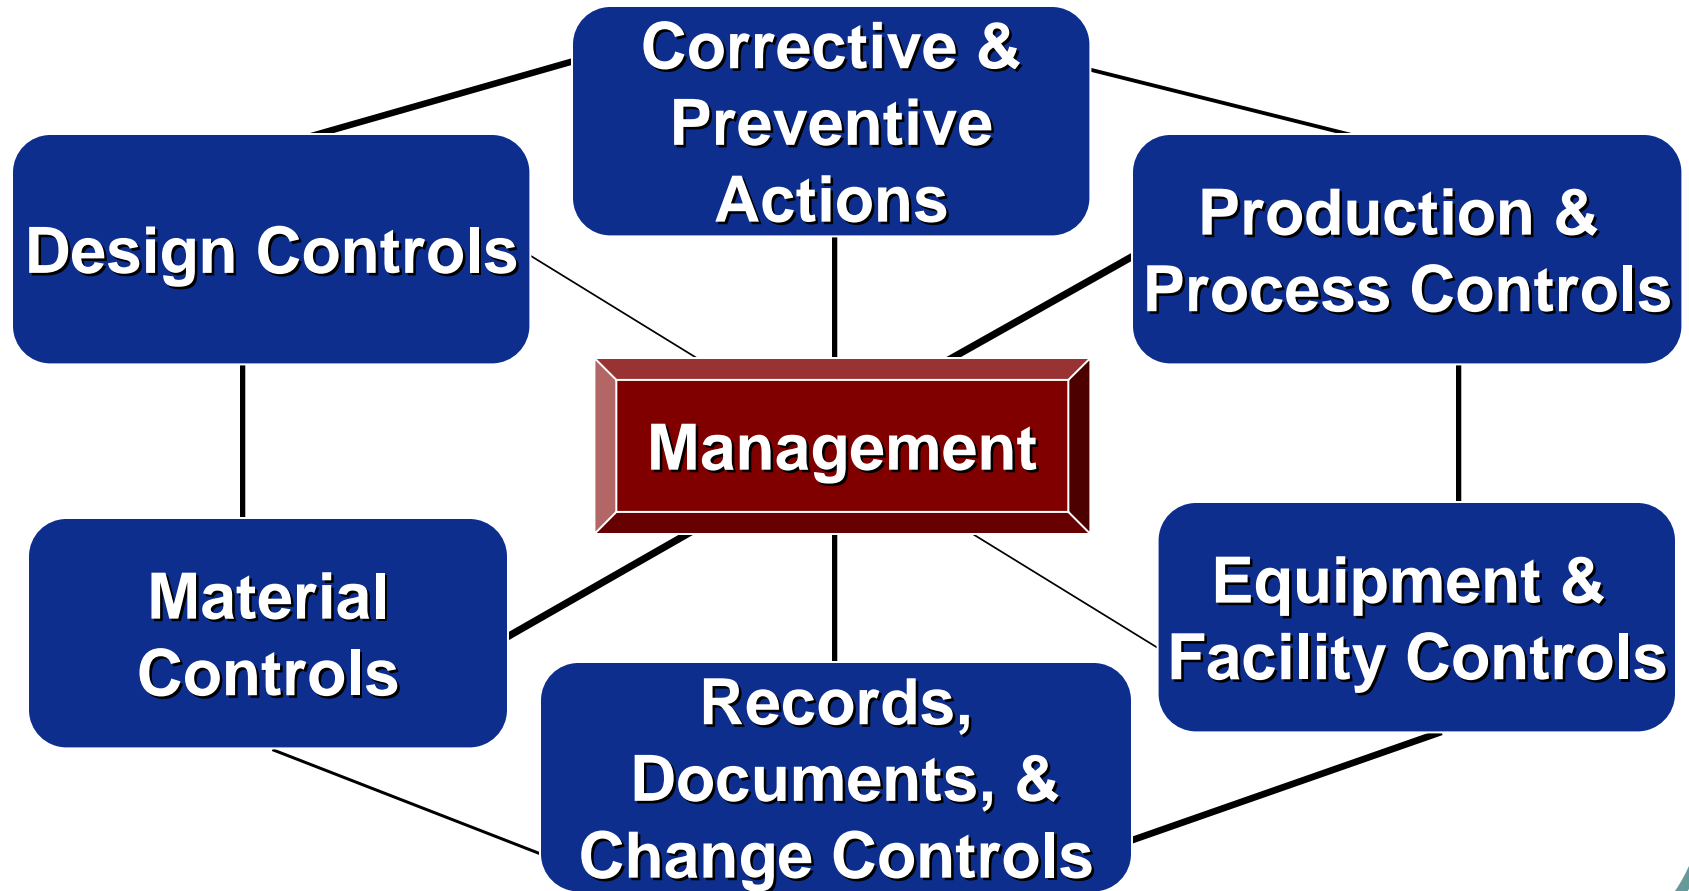 Corrective &
Preventive
Actions
Design Controls
Production &
Process Controls
Management
Material
Controls
Equipment &
Facility Controls
Records,
Documents, &
Change Controls